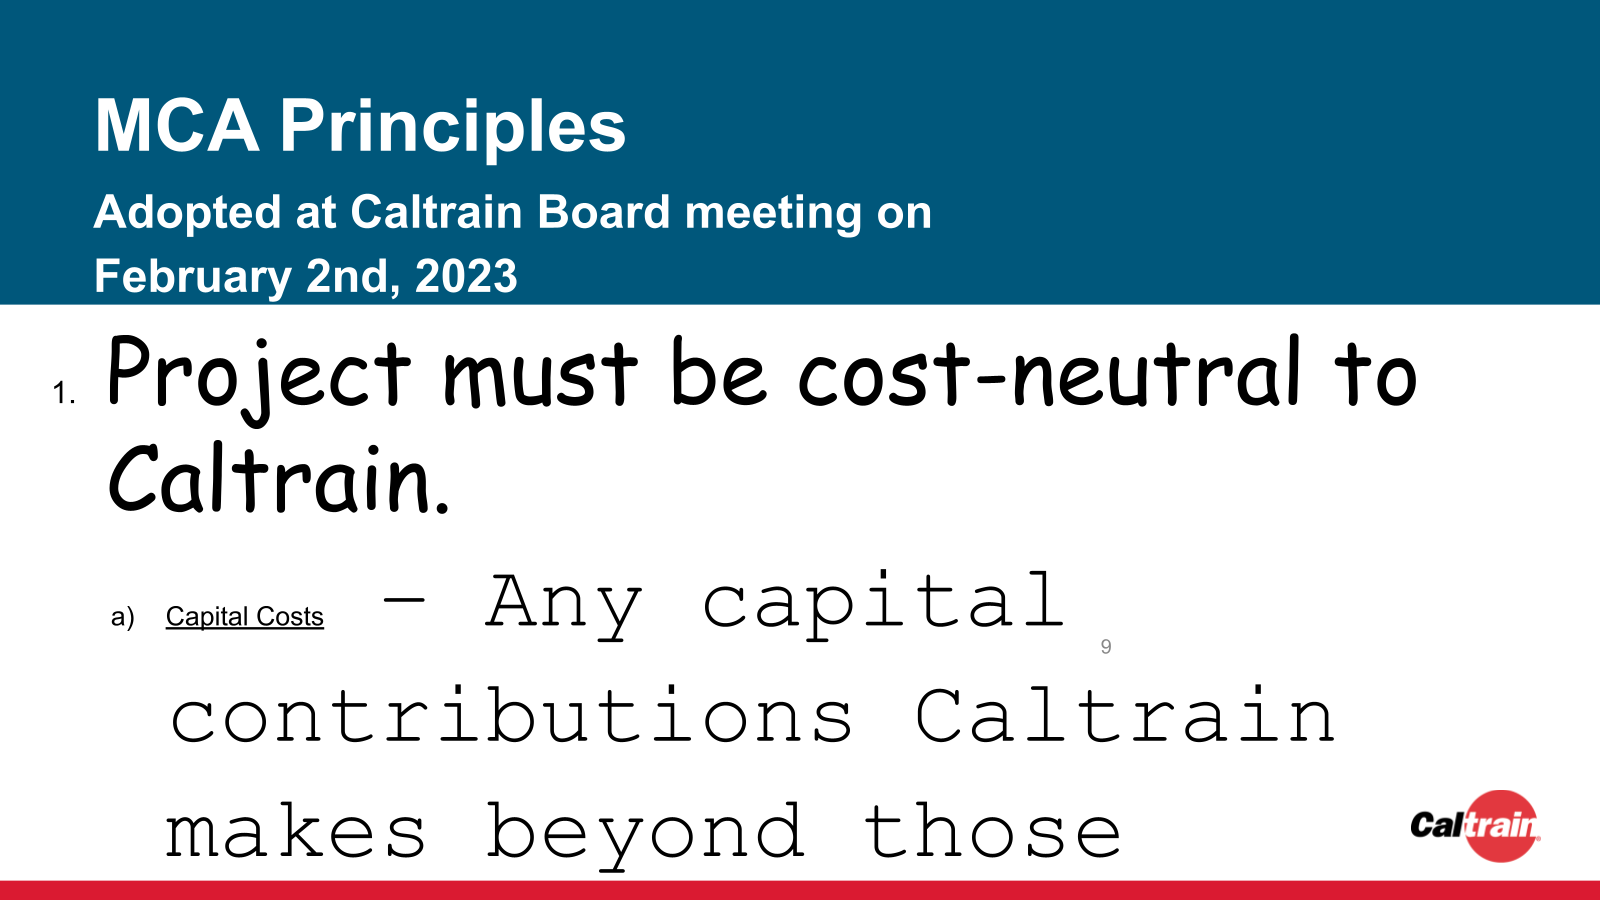 MCA Principles
Adopted at Caltrain Board meeting on
February 2nd, 2023
1. Project must be cost-neutral to
Caltrain.
a) Capital Costs – Any capital
9
contributions Caltrain
makes beyond those
Caltrain